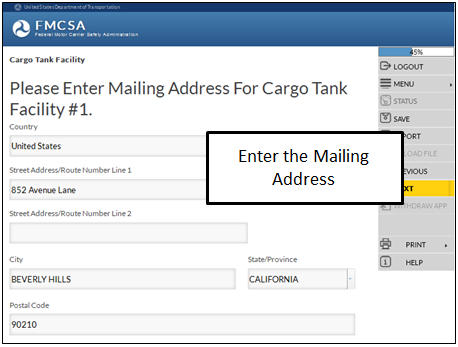 United States Department of Transportation
FMCSA
Federal Motor Carrier Safety Administration
45%
Cargo Tank Facility
LOGOUT
Please Enter Mailing Address For Cargo Tank
Facility #1.
MENU
STATUS
SAVE
Country
United States
PORT
LOAD FILE
Street Address/Route Number Line 1
852 Avenue Lane
Enter the Mailing
Address
EVIOUS
XT
WITHDRAW APP
Street Address/Route Number Line 2
PRINT
HELP
City
State/Province
BEVERLY HILLS
CALIFORNIA
Postal Code
90210